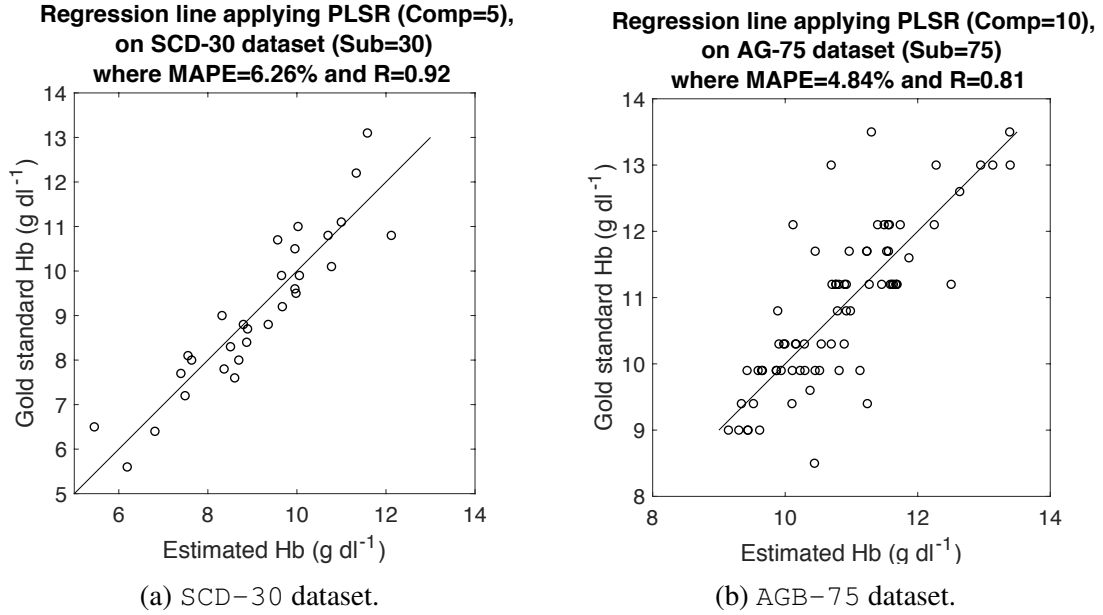 Regression line applying PLSR (Comp=5),
on SCD-30 dataset (Sub=30)
where MAPE=6.26% and R=0.92
14
13
12
11
10
9
8
7
6
5
Gold standard Hb (g dl⁻¹)
6 8 10 12 14
Estimated Hb (g dl⁻¹)
(a) SCD-30 dataset.
Regression line applying PLSR (Comp=10),
on AG-75 dataset (Sub=75)
where MAPE=4.84% and R=0.81
14
13
12
11
10
9
8
Gold standard Hb (g dl⁻¹)
8 10 12 14
Estimated Hb (g dl⁻¹)
(b) AGB-75 dataset.